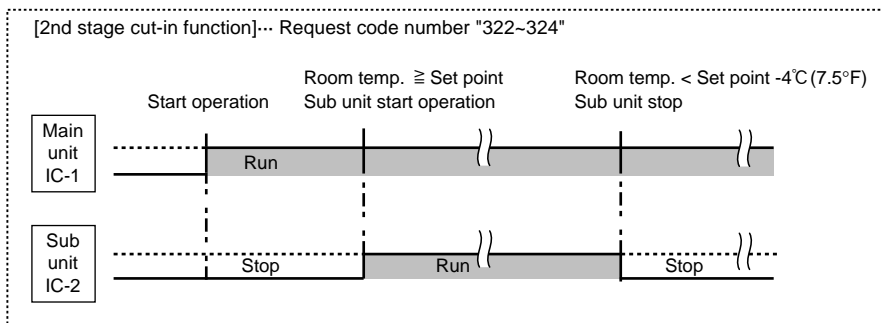 [2nd stage cut-in function]··· Request code number "322~324"
Room temp. ≧ Set point
Room temp. < Set point -4℃ (7.5°F)
Start operation
Sub unit start operation
Sub unit stop
Main
unit
IC-1
Run
Sub
unit
IC-2
Stop
Run
Stop